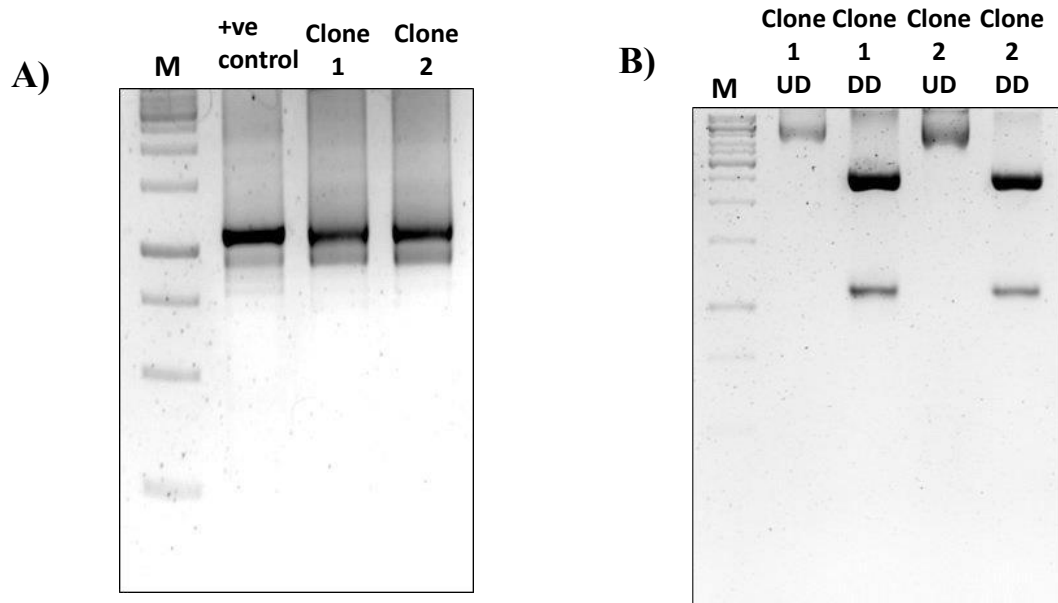 A)
M
+ve control
Clone 1
Clone 2
B)
M
Clone 1 UD
Clone 1 DD
Clone 2 UD
Clone 2 DD